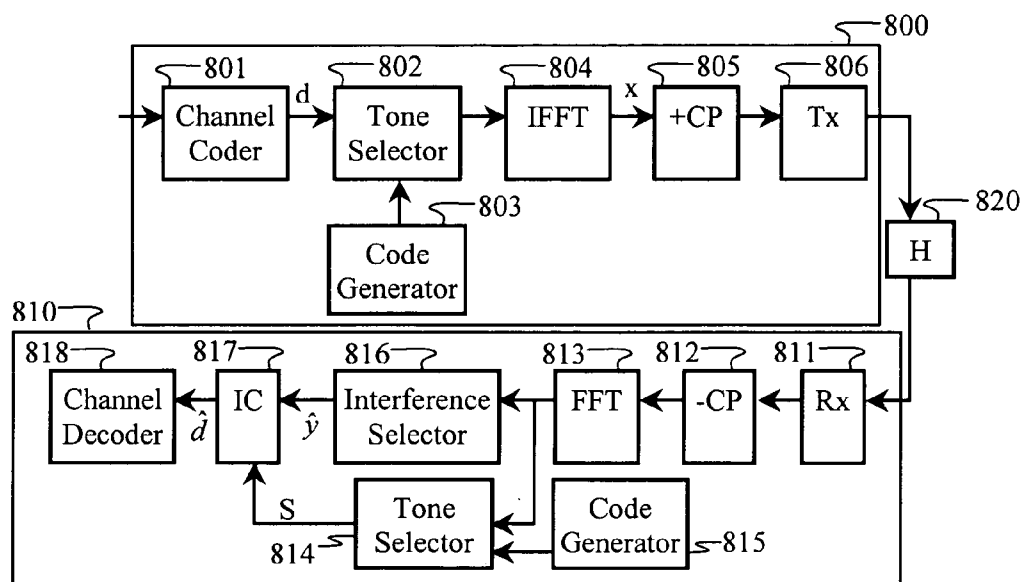 800
801
802
804
805
806
d
x
Channel
Coder
Tone
Selector
IFFT
+CP
Tx
803
820
Code
Generator
H
810
818
817
816
813
812
811
Channel
Decoder
d̂
IC
ŷ
Interference
Selector
FFT
-CP
Rx
S
814
Tone
Selector
Code
Generator
815